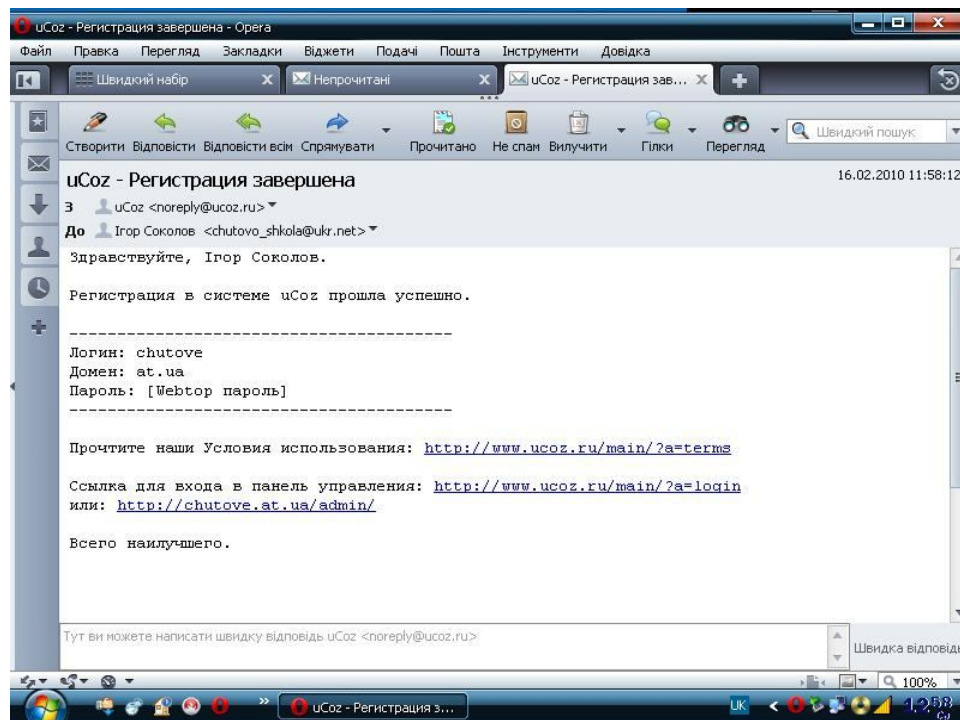 uCoz - Регистрация завершена - Opera
Файл Правка Перегляд Закладки Віджети Подачі Пошта Інструменти Довідка
Швидкий набір Непрочитані uCoz - Регистрация зав...
Створити Відповісти Відповісти всім Спрямувати Прочитано Не спам Вилучити Гілки Перегляд Швидкий пошук
uCoz - Регистрация завершена 16.02.2010 11:58:12
З uCoz <noreply@ucoz.ru>
До Ігор Соколов <chutovo_shkola@ukr.net>
Здравствуйте, Ігор Соколов.
Регистрация в системе uCoz прошла успешно.
----------------------------------------
Логин: chutove
Домен: at.ua
Пароль: [Webtop пароль]
----------------------------------------
Прочтите наши Условия использования: http://www.ucoz.ru/main/?a=terms
Ссылка для входа в панель управления: http://www.ucoz.ru/main/?a=login
или: http://chutove.at.ua/admin/
Всего наилучшего.
Тут ви можете написати швидку відповідь uCoz <noreply@ucoz.ru>
Швидка відповідь
100%
uCoz - Регистрация з... UK